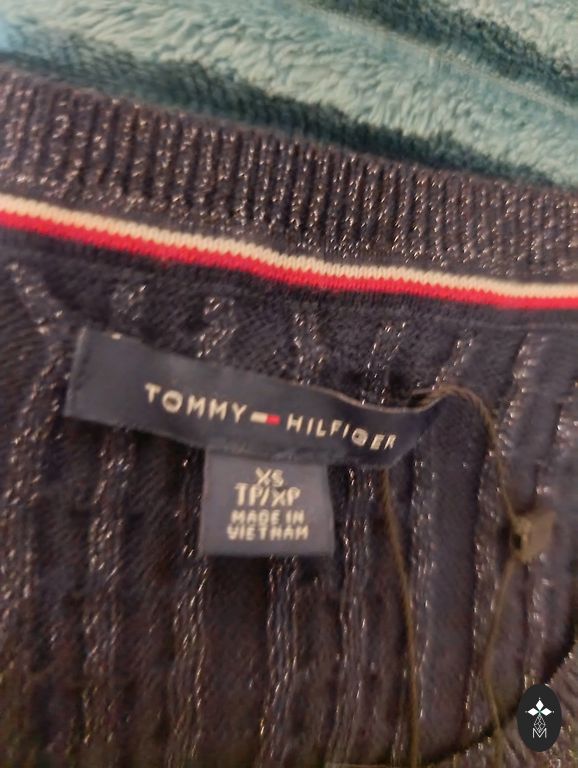 TOMMY HILFIGER
XS
TP/XP
MADE IN
VIETNAM
M